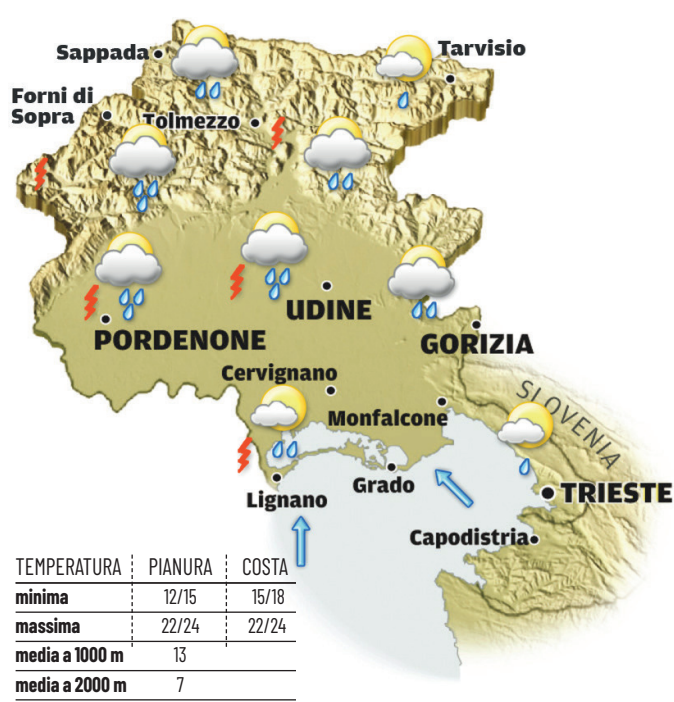 Sappada
Tarvisio
Forni di
Sopra
Tolmezzo
UDINE
PORDENONE
GORIZIA
Cervignano
Monfalcone
SLOVENIA
Grado
Lignano
TRIESTE
Capodistria
TEMPERATURA PIANURA COSTA
minima 12/15 15/18
massima 22/24 22/24
media a 1000 m 13
media a 2000 m 7